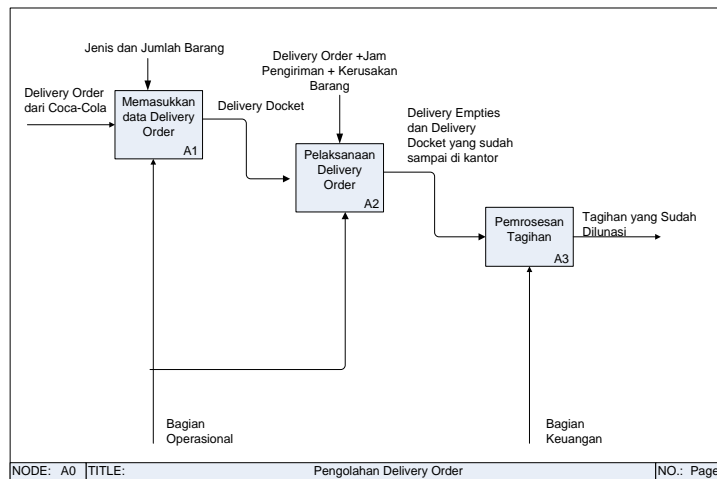 Jenis dan Jumlah Barang
Delivery Order
dari Coca-Cola
Memasukkan
data Delivery
Order
A1
Delivery Docket
Delivery Order +Jam
Pengiriman + Kerusakan
Barang
Pelaksanaan
Delivery
Order
A2
Delivery Empties
dan Delivery
Docket yang sudah
sampai di kantor
Pemrosesan
Tagihan
A3
Tagihan yang Sudah
Dilunasi
Bagian
Operasional
Bagian
Keuangan
NODE: A0 TITLE: Pengolahan Delivery Order NO.: Page